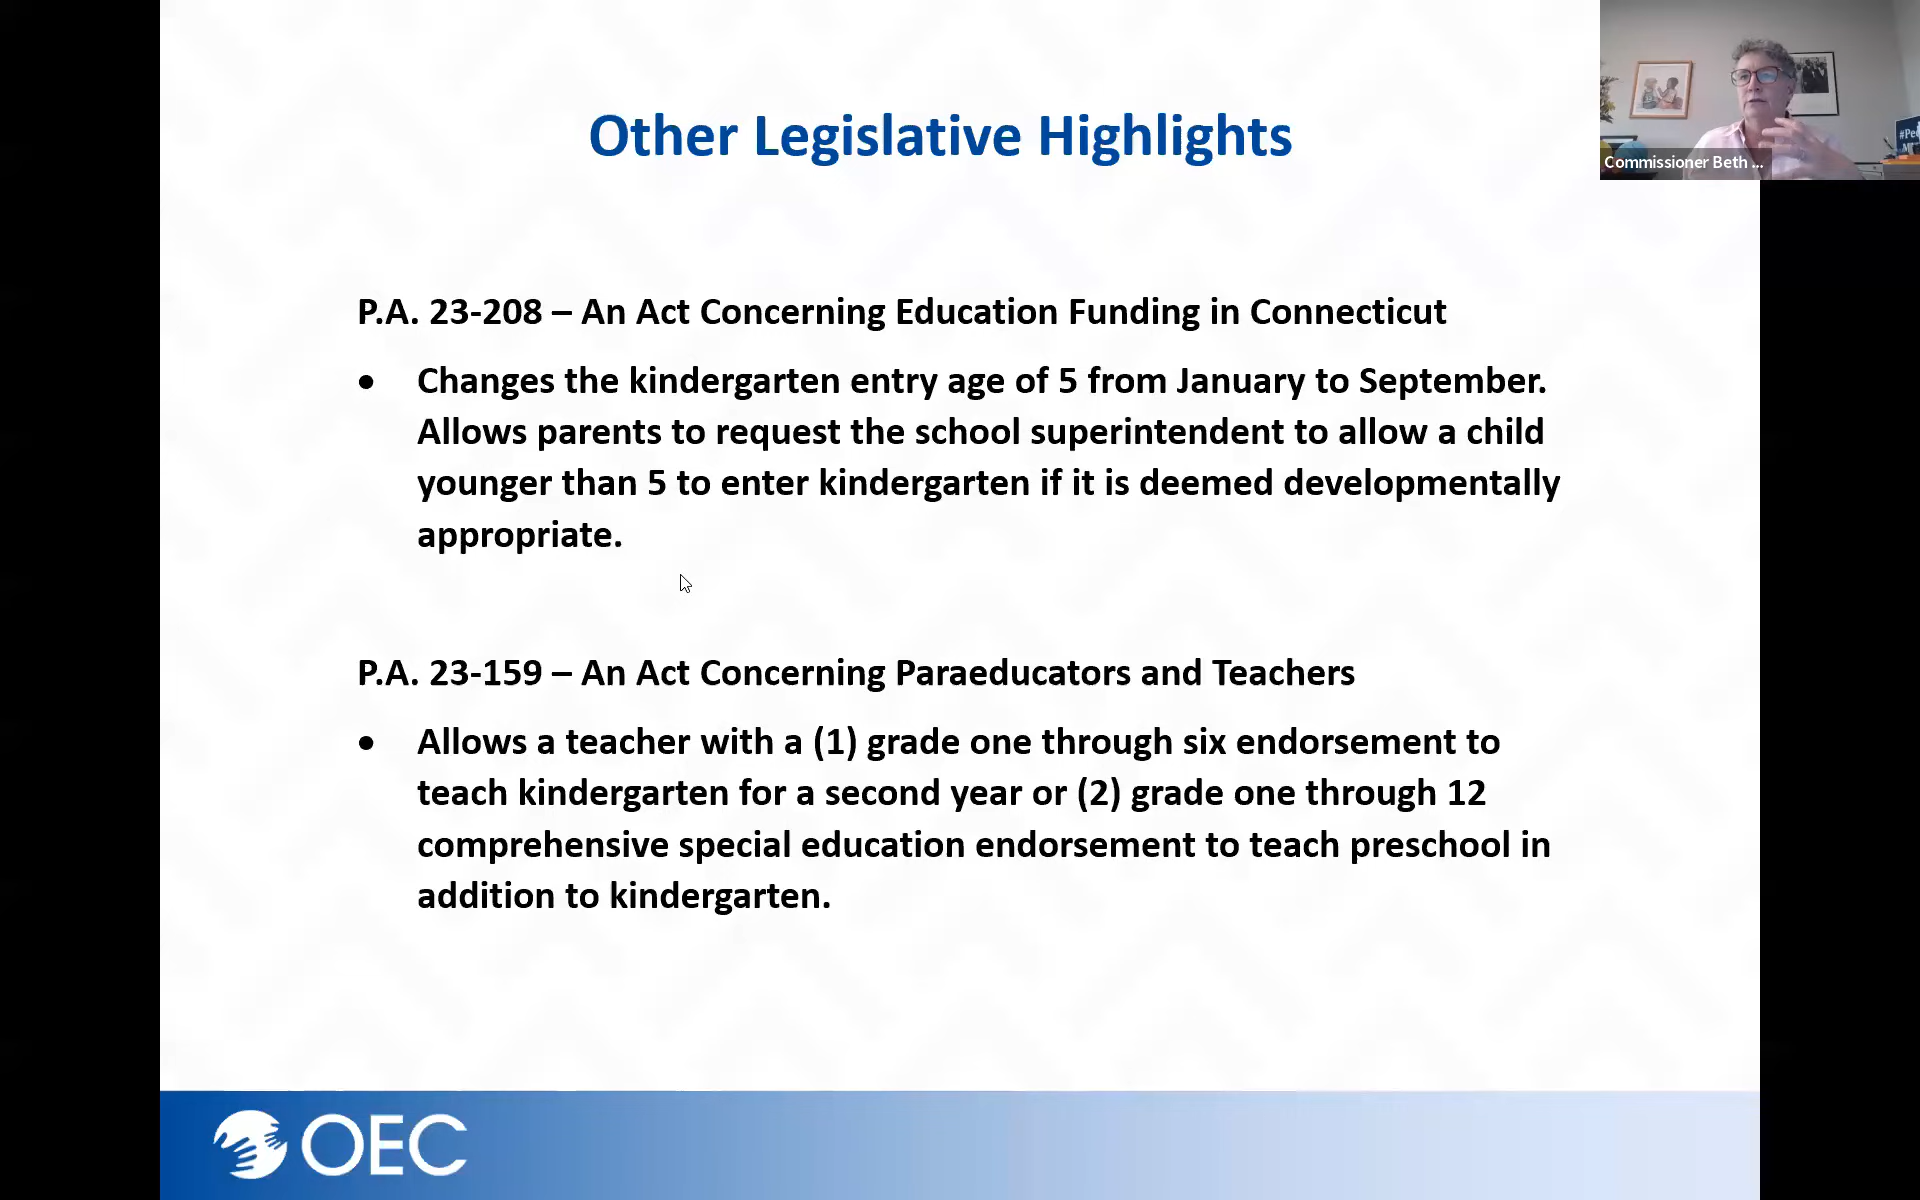 Other Legislative Highlights
Commissioner Beth ...
P.A. 23-208 – An Act Concerning Education Funding in Connecticut
• Changes the kindergarten entry age of 5 from January to September.
Allows parents to request the school superintendent to allow a child
younger than 5 to enter kindergarten if it is deemed developmentally
appropriate.
P.A. 23-159 – An Act Concerning Paraeducators and Teachers
• Allows a teacher with a (1) grade one through six endorsement to
teach kindergarten for a second year or (2) grade one through 12
comprehensive special education endorsement to teach preschool in
addition to kindergarten.
OEC